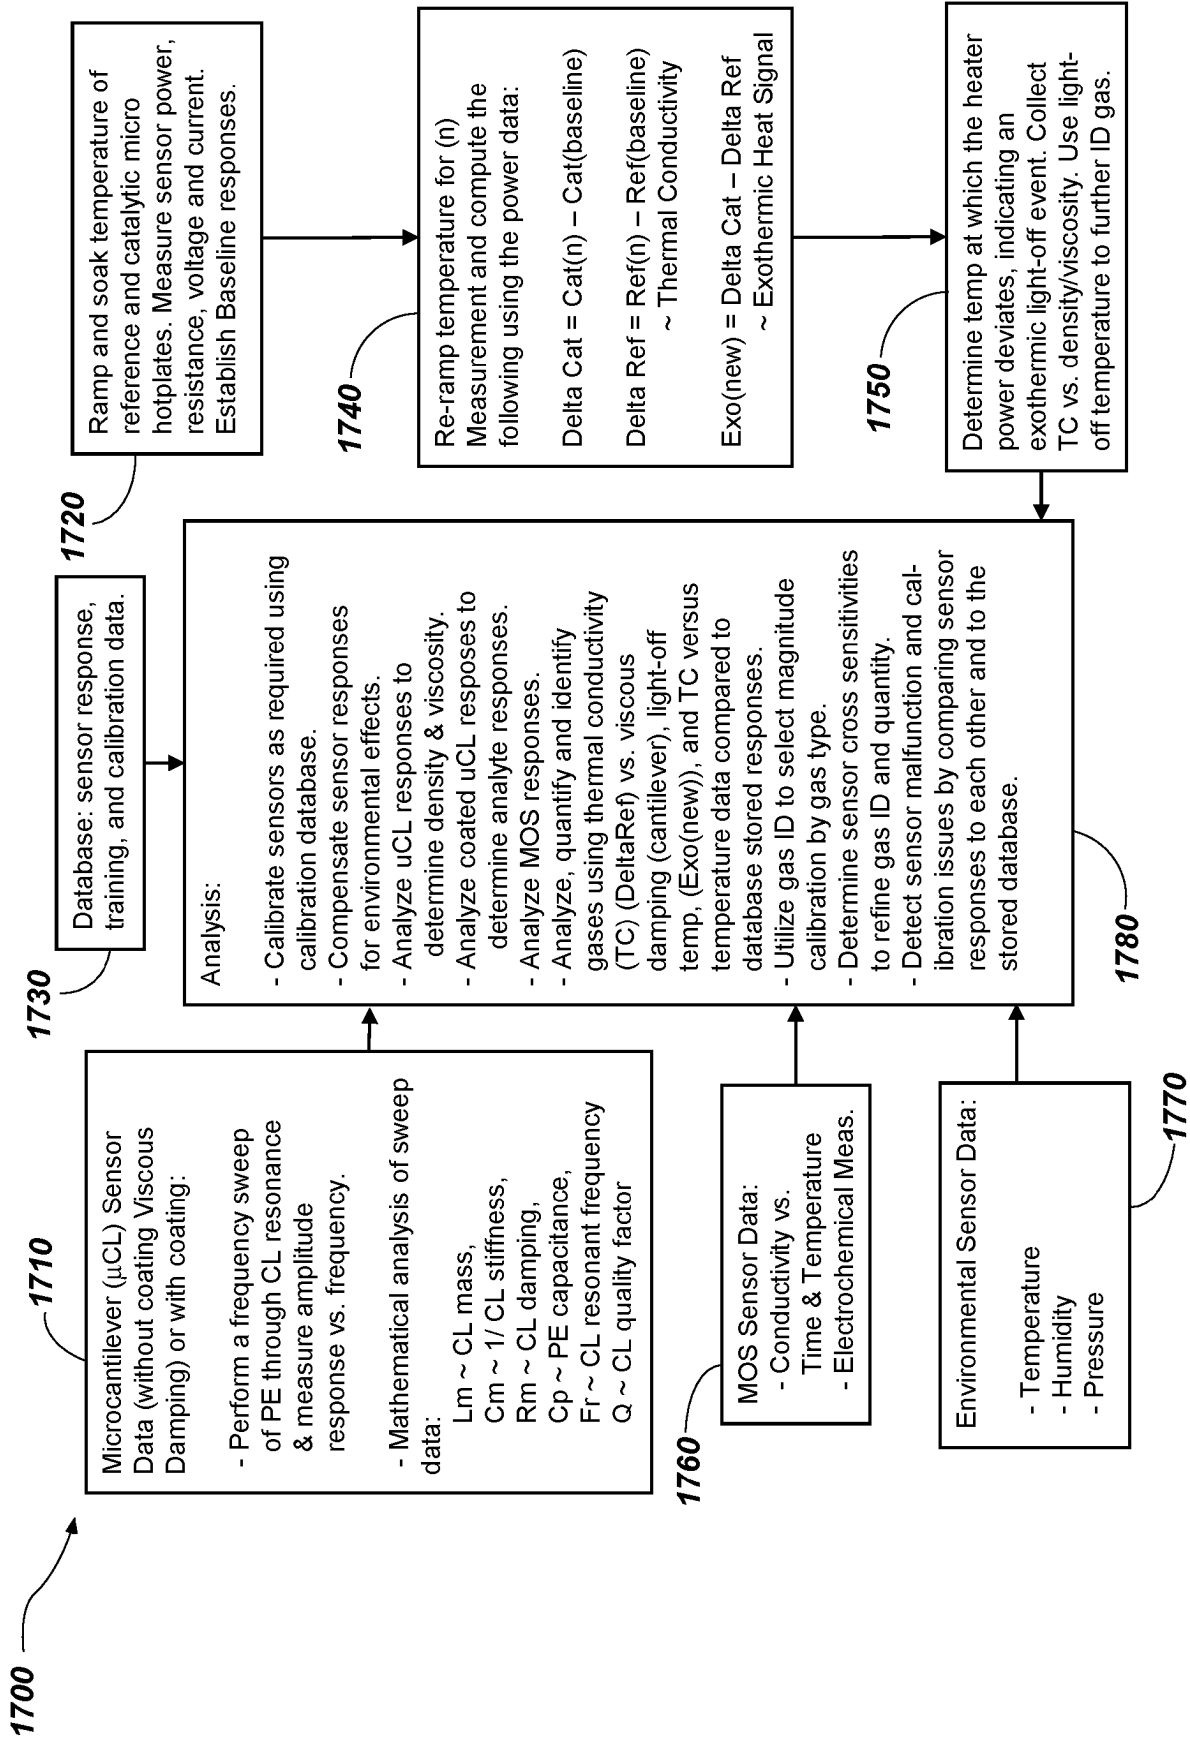 1700
1710
Microcantilever (μCL) Sensor
Data (without coating Viscous
Damping) or with coating:
- Perform a frequency sweep
of PE through CL resonance
& measure amplitude
response vs. frequency.
- Mathematical analysis of sweep
data:
Lm ~ CL mass,
Cm ~ 1/ CL stiffness,
Rm ~ CL damping,
Cp ~ PE capacitance,
Fr ~ CL resonant frequency
Q ~ CL quality factor
1760
MOS Sensor Data:
- Conductivity vs.
Time & Temperature
- Electrochemical Meas.
Environmental Sensor Data:
- Temperature
- Humidity
- Pressure
1770
1730
Database: sensor response,
training, and calibration data.
Analysis:
- Calibrate sensors as required using
calibration database.
- Compensate sensor responses
for environmental effects.
- Analyze uCL responses to
determine density & viscosity.
- Analyze coated uCL resposes to
determine analyte responses.
- Analyze MOS responses.
- Analyze, quantify and identify
gases using thermal conductivity
(TC) (DeltaRef) vs. viscous
damping (cantilever), light-off
temp, (Exo(new)), and TC versus
temperature data compared to
database stored responses.
- Utilize gas ID to select magnitude
calibration by gas type.
- Determine sensor cross sensitivities
to refine gas ID and quantity.
- Detect sensor malfunction and cal-
ibration issues by comparing sensor
responses to each other and to the
stored database.
1780
1720
Ramp and soak temperature of
reference and catalytic micro
hotplates. Measure sensor power,
resistance, voltage and current.
Establish Baseline responses.
1740
Re-ramp temperature for (n)
Measurement and compute the
following using the power data:
Delta Cat = Cat(n) – Cat(baseline)
Delta Ref = Ref(n) – Ref(baseline)
~ Thermal Conductivity
Exo(new) = Delta Cat – Delta Ref
~ Exothermic Heat Signal
1750
Determine temp at which the heater
power deviates, indicating an
exothermic light-off event. Collect
TC vs. density/viscosity. Use light-
off temperature to further ID gas.